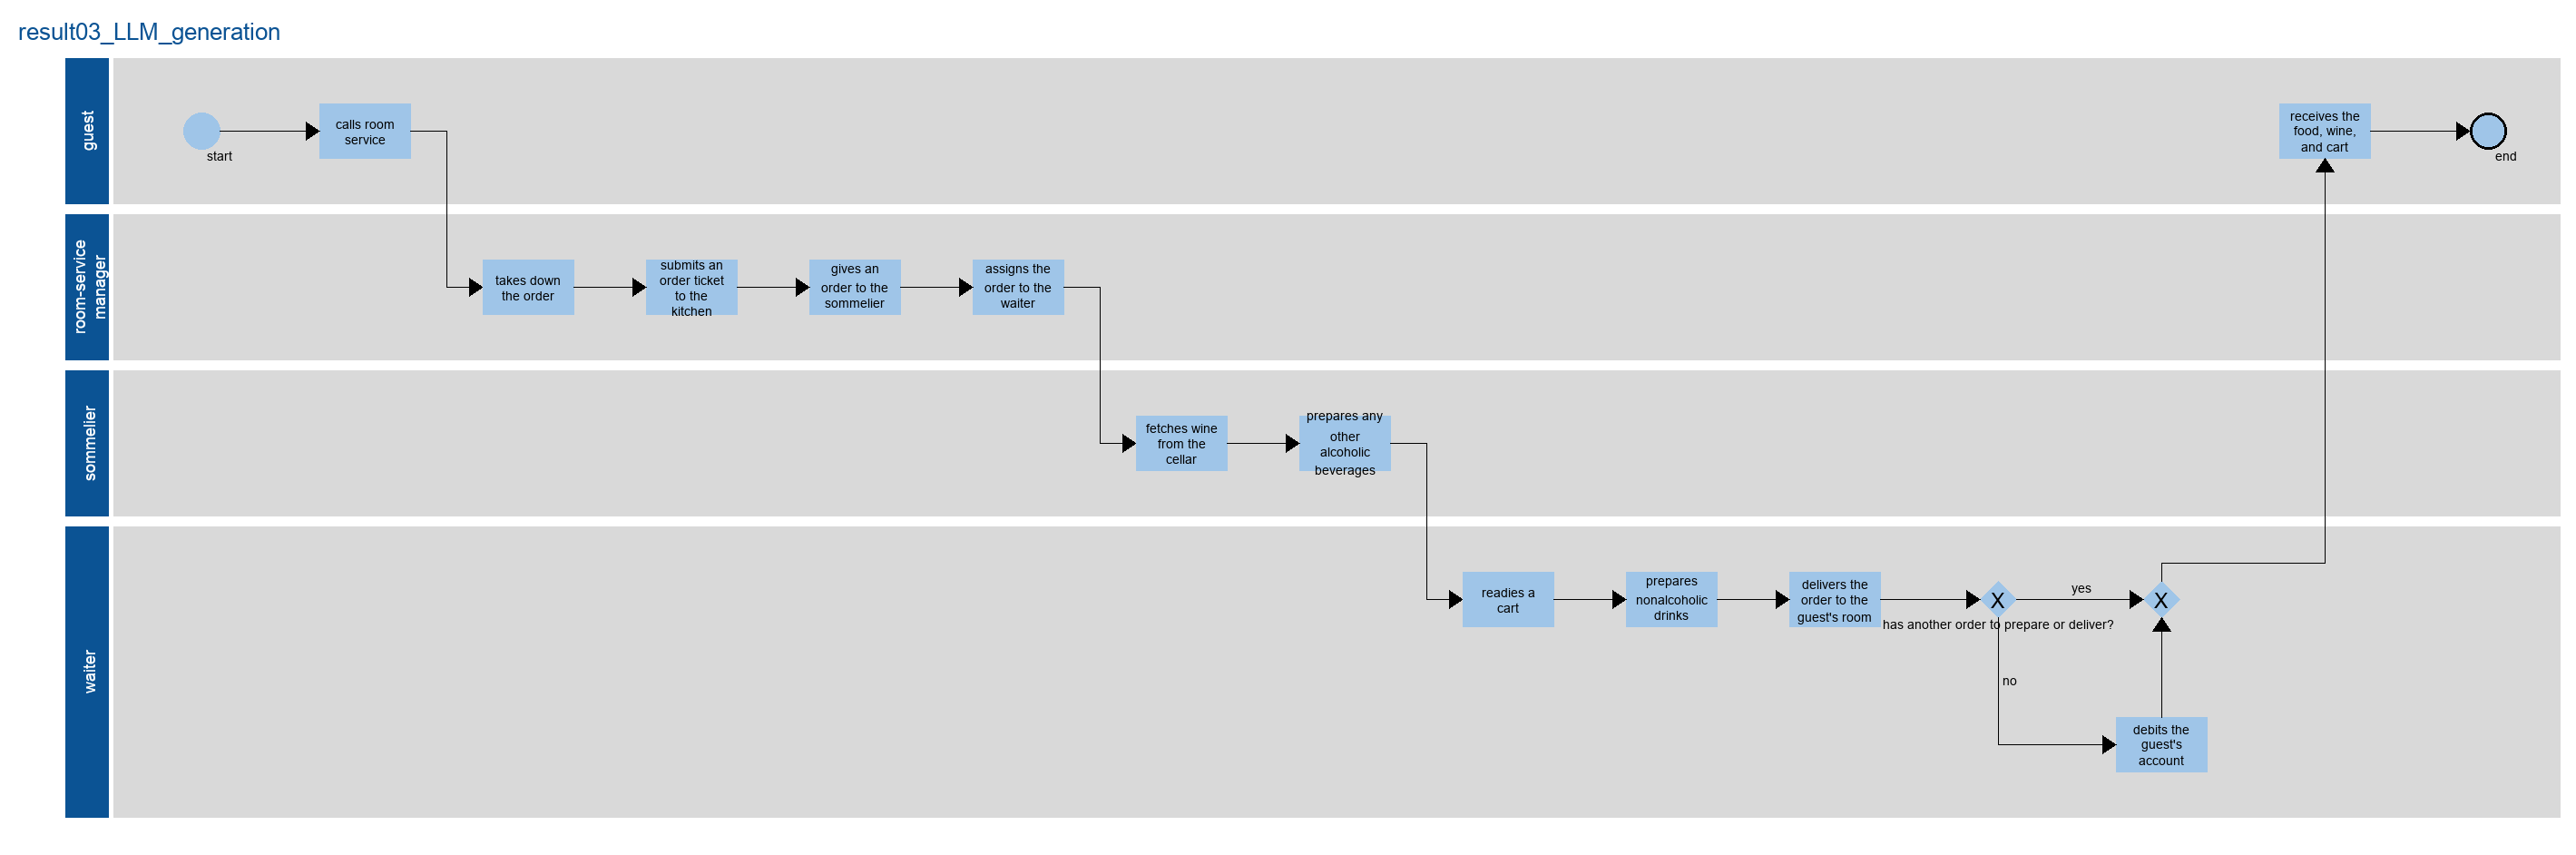 result03_LLM_generation
guest
start
calls room
service
receives the
food, wine,
and cart
end
room-service
manager
takes down
the order
submits an
order ticket
to the
kitchen
gives an
order to the
sommelier
assigns the
order to the
waiter
sommelier
fetches wine
from the
cellar
prepares any
other
alcoholic
beverages
waiter
readies a
cart
prepares
nonalcoholic
drinks
delivers the
order to the
guest's room
X
has another order to prepare or deliver?
yes
X
no
debits the
guest's
account